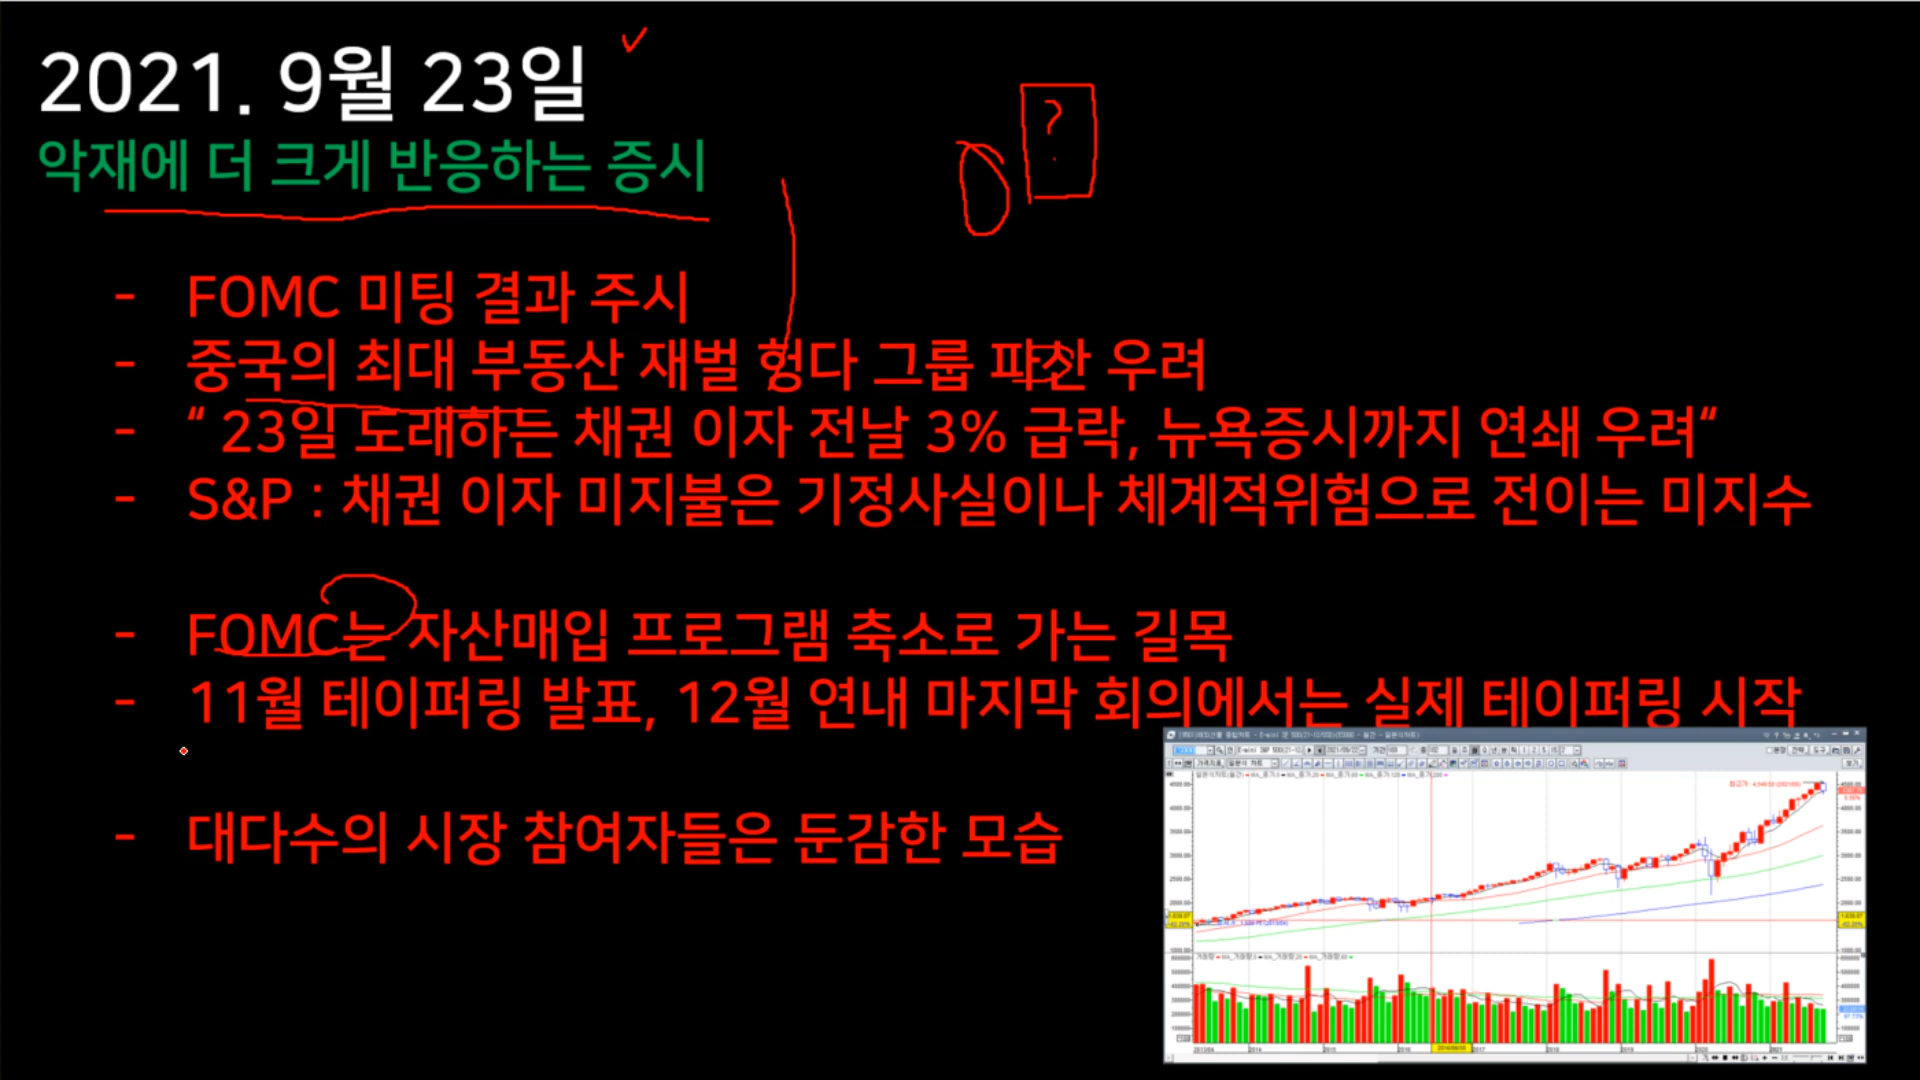 2021. 9월 23일
악재에 더 크게 반응하는 증시
?
- FOMC 미팅 결과 주시
- 중국의 최대 부동산 재벌 헝다 그룹 파산 우려
- “ 23일 도래하는 채권 이자 전날 3% 급락, 뉴욕증시까지 연쇄 우려“
- S&P : 채권 이자 미지불은 기정사실이나 체계적위험으로 전이는 미지수
- FOMC는 자산매입 프로그램 축소로 가는 길목
- 11월 테이퍼링 발표, 12월 연내 마지막 회의에서는 실제 테이퍼링 시작
- 대다수의 시장 참여자들은 둔감한 모습